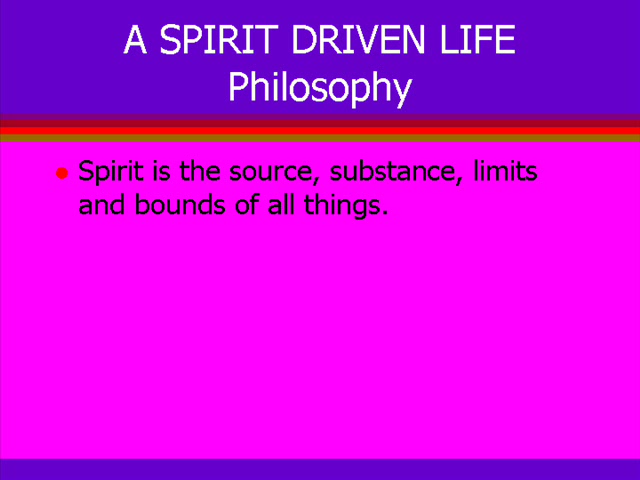 A SPIRIT DRIVEN LIFE
Philosophy
Spirit is the source, substance, limits
and bounds of all things.